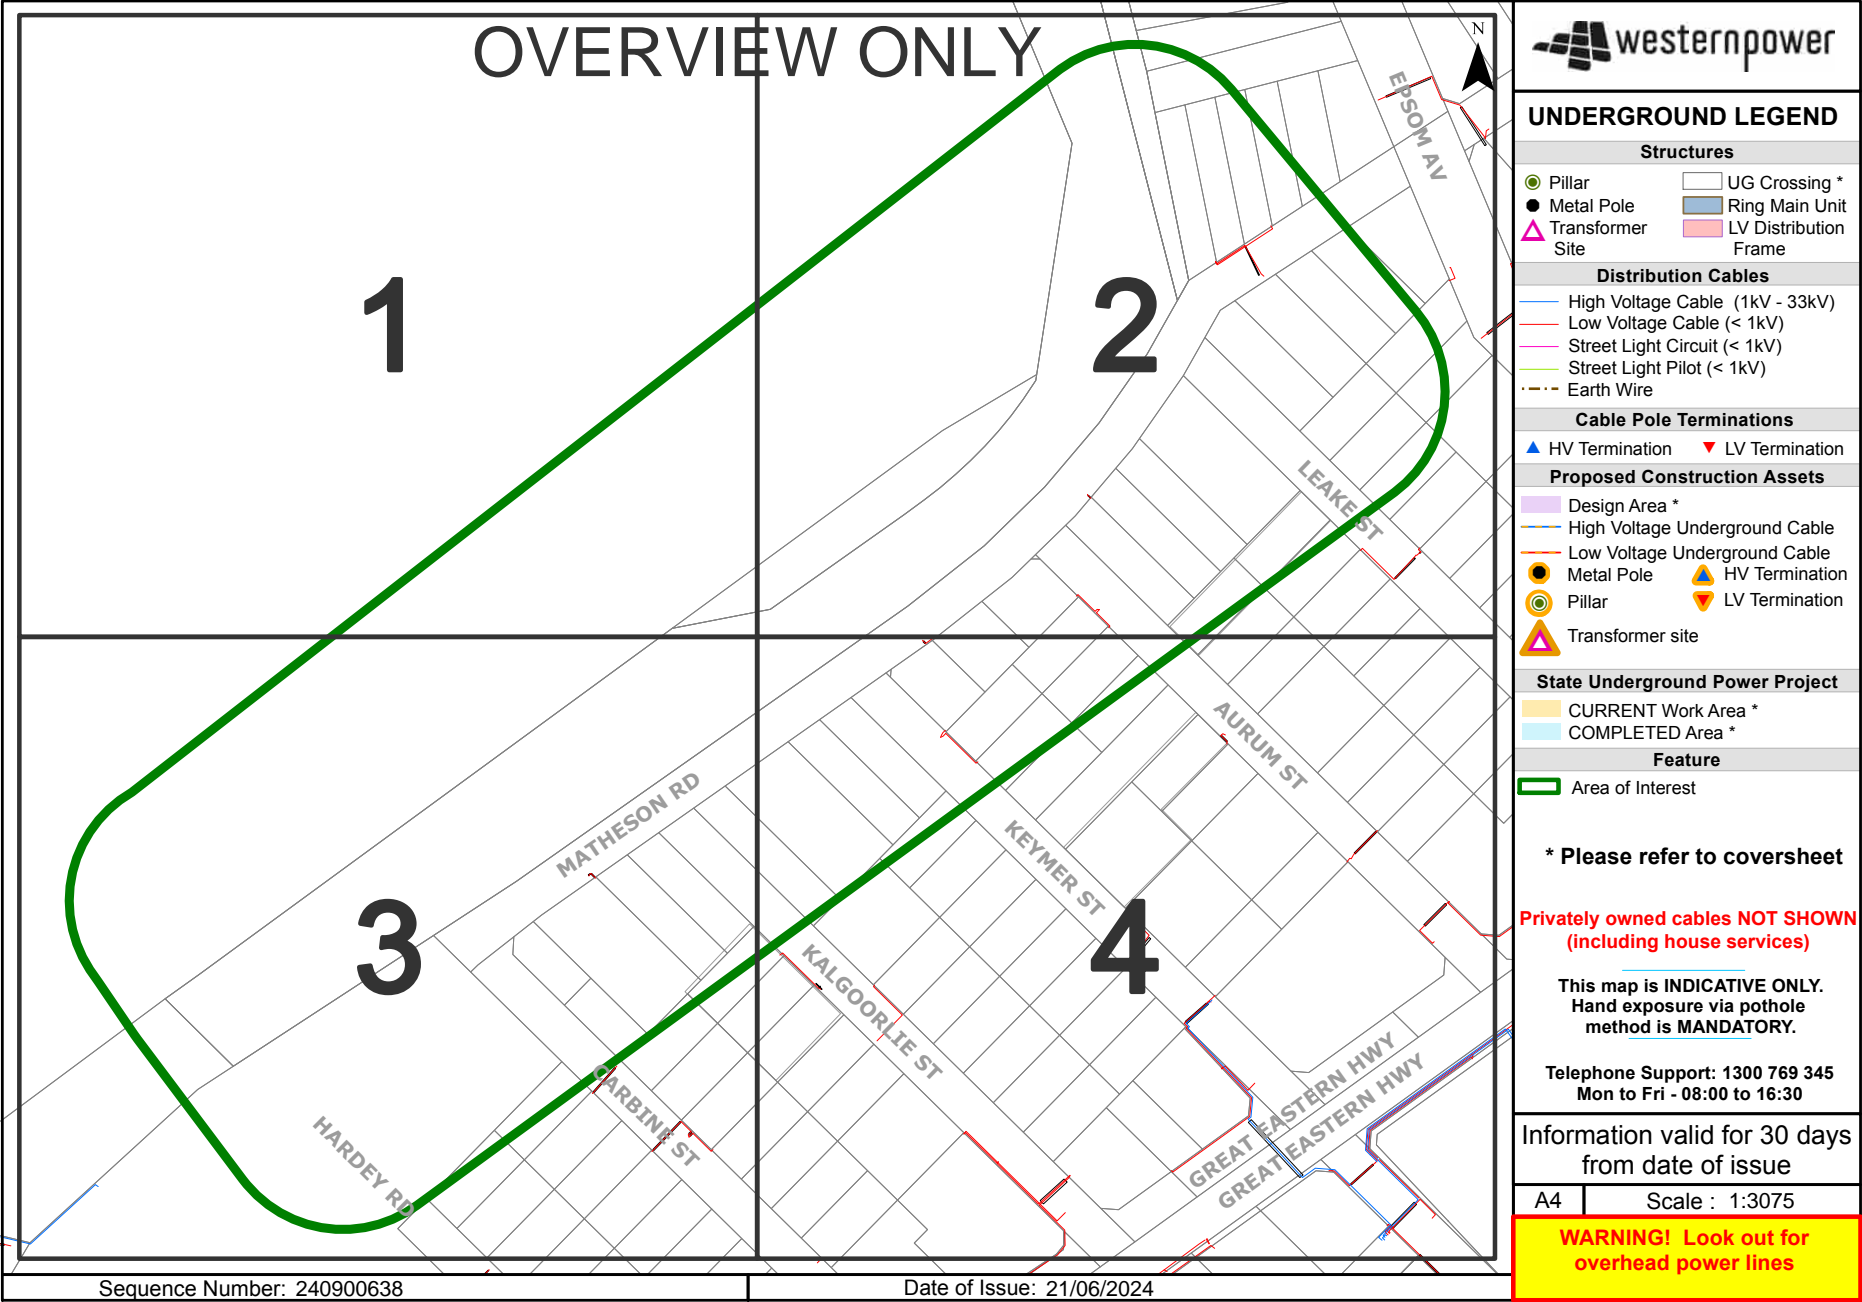 OVERVIEW ONLY
N
1
2
3
4
EPSOM AV
LEAKE ST
AURUM ST
KEYMER ST
MATHESON RD
KALGOORLIE ST
CARBINE ST
HARDEY RD
GREAT EASTERN HWY
GREAT EASTERN HWY
westernpower
UNDERGROUND LEGEND
Structures
Pillar
UG Crossing *
Metal Pole
Ring Main Unit
Transformer
Site
LV Distribution
Frame
Distribution Cables
High Voltage Cable (1kV - 33kV)
Low Voltage Cable (< 1kV)
Street Light Circuit (< 1kV)
Street Light Pilot (< 1kV)
Earth Wire
Cable Pole Terminations
HV Termination
LV Termination
Proposed Construction Assets
Design Area *
High Voltage Underground Cable
Low Voltage Underground Cable
Metal Pole
HV Termination
Pillar
LV Termination
Transformer site
State Underground Power Project
CURRENT Work Area *
COMPLETED Area *
Feature
Area of Interest
* Please refer to coversheet
Privately owned cables NOT SHOWN
(including house services)
This map is INDICATIVE ONLY.
Hand exposure via pothole
method is MANDATORY.
Telephone Support: 1300 769 345
Mon to Fri - 08:00 to 16:30
Information valid for 30 days
from date of issue
A4
Scale : 1:3075
WARNING! Look out for
overhead power lines
Sequence Number: 240900638
Date of Issue: 21/06/2024